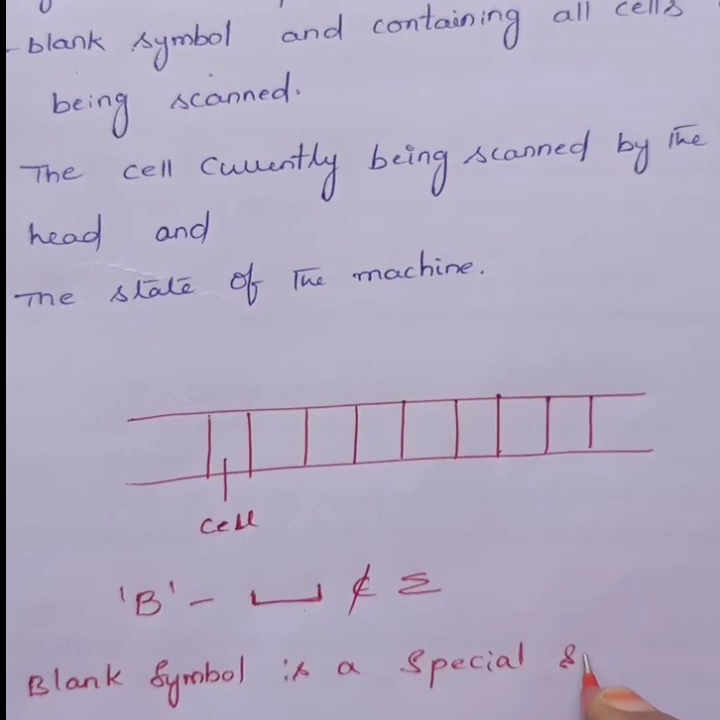 -blank symbol and containing all cells
being scanned.
The cell currently being scanned by the
head and
The state of the machine.
cell
'B' - ⎵ ∉ Σ
Blank Symbol is a special s